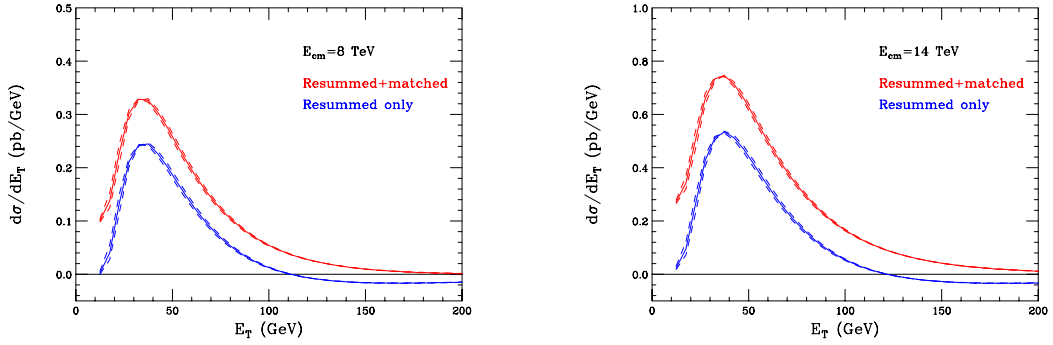 0.5
0.4
0.3
0.2
0.1
0.0
dσ/dE_T (pb/GeV)
E_cm=8 TeV
Resummed+matched
Resummed only
0 50 100 150 200
E_T (GeV)
1.0
0.8
0.6
0.4
0.2
0.0
dσ/dE_T (pb/GeV)
E_cm=14 TeV
Resummed+matched
Resummed only
0 50 100 150 200
E_T (GeV)